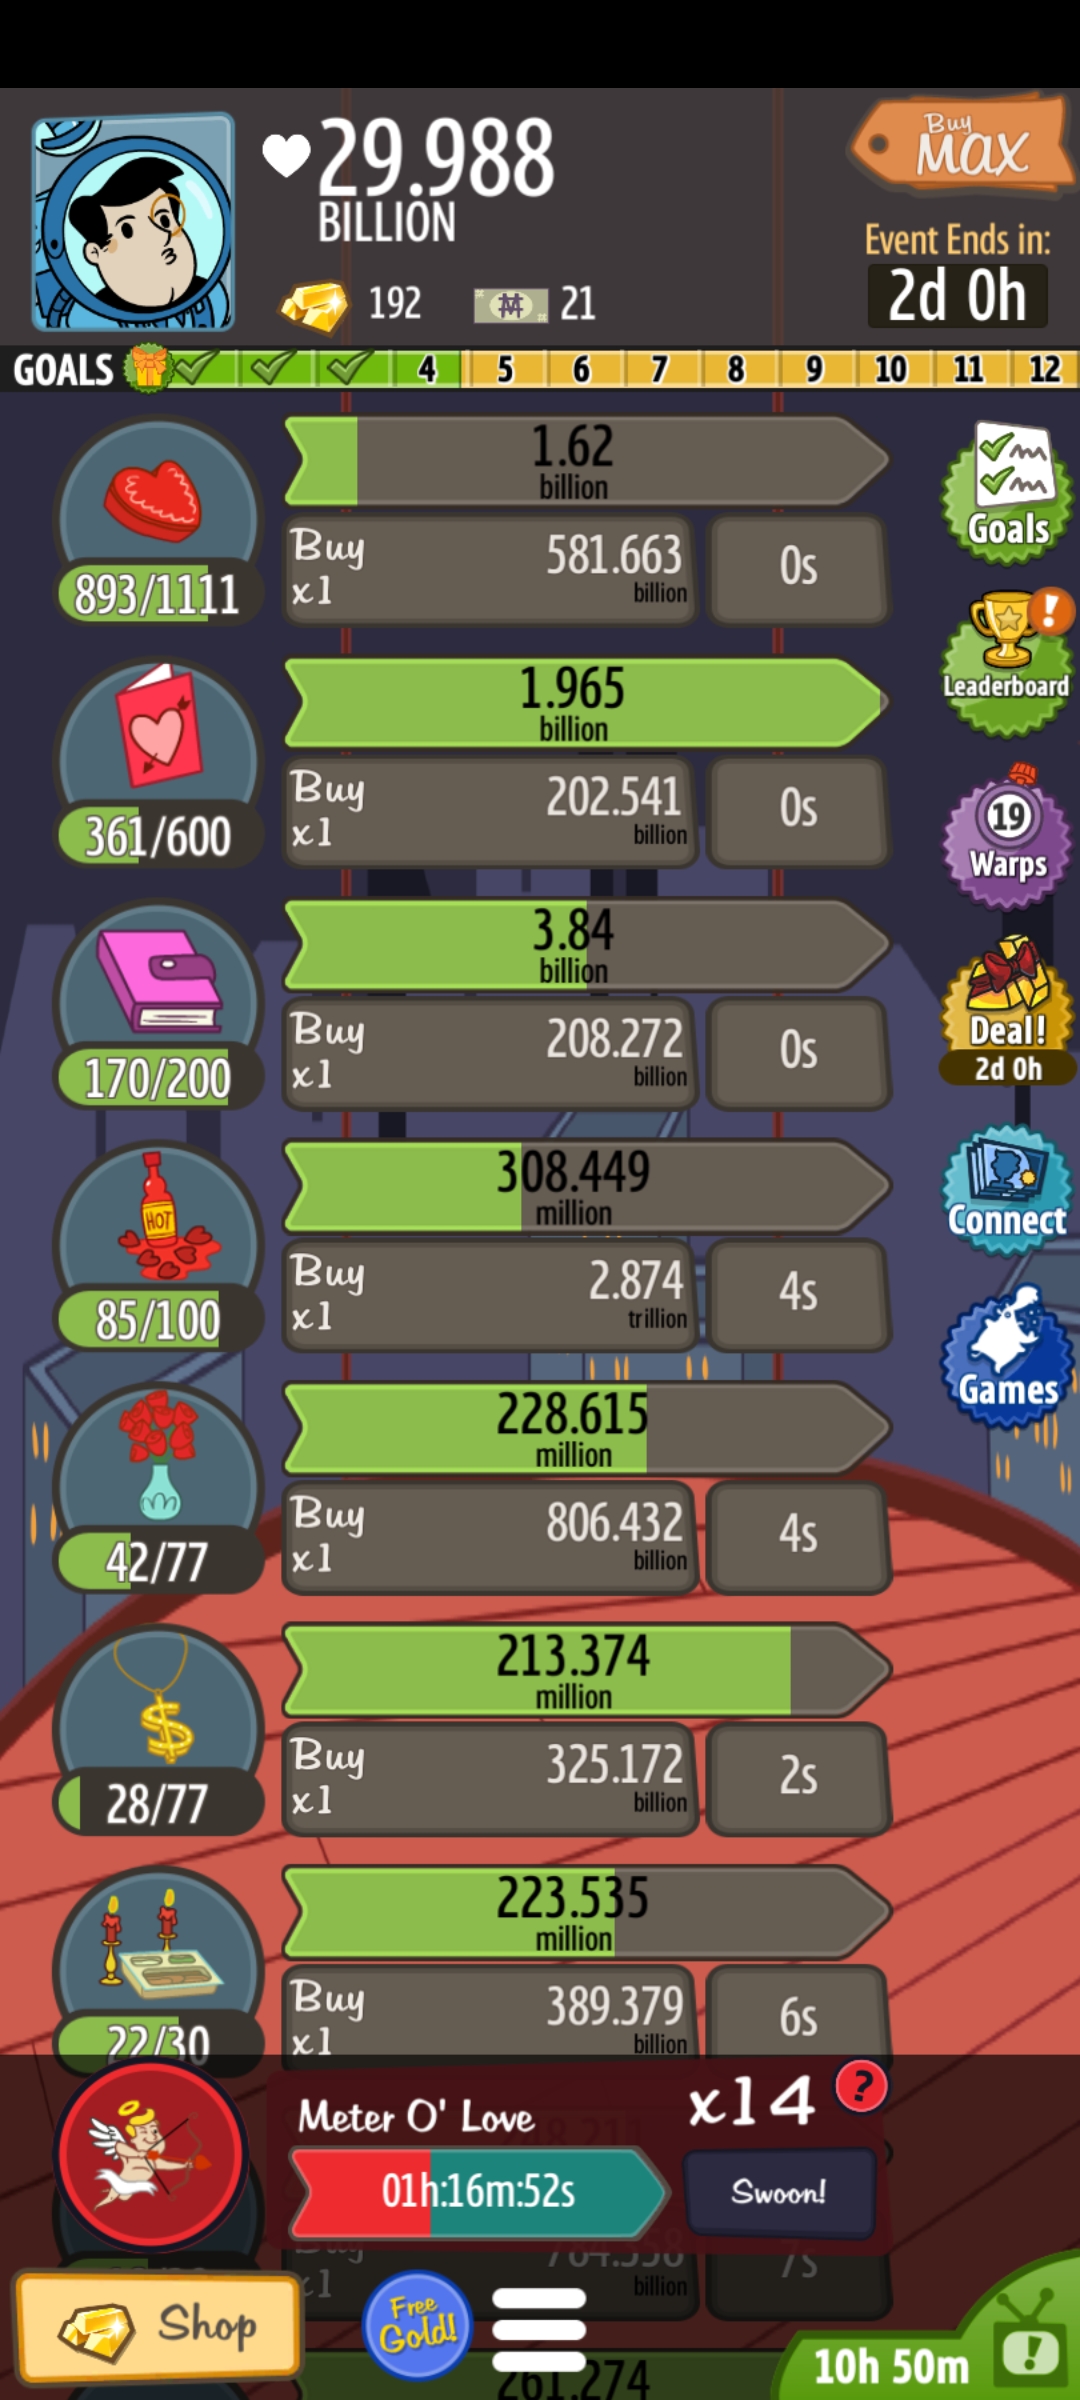 29.988
BILLION
192
21
Buy
MAX
Event Ends in:
2d 0h
GOALS
4 5 6 7 8 9 10 11 12
1.62
billion
Buy
x1
581.663
billion
0s
893/1111
Goals
Leaderboard
1.965
billion
Buy
x1
202.541
billion
0s
361/600
19
Warps
3.84
billion
Buy
x1
208.272
billion
0s
170/200
Deal!
2d 0h
308.449
million
Buy
x1
2.874
trillion
4s
HOT
85/100
Connect
228.615
million
Buy
x1
806.432
billion
4s
42/77
Games
213.374
million
Buy
x1
325.172
billion
2s
28/77
223.535
million
Buy
x1
389.379
billion
6s
22/30
Meter O' Love
x14
?
01h:16m:52s
Swoon!
Buy
x1
784.558
billion
7s
Shop
Free
Gold!
261.274
10h 50m